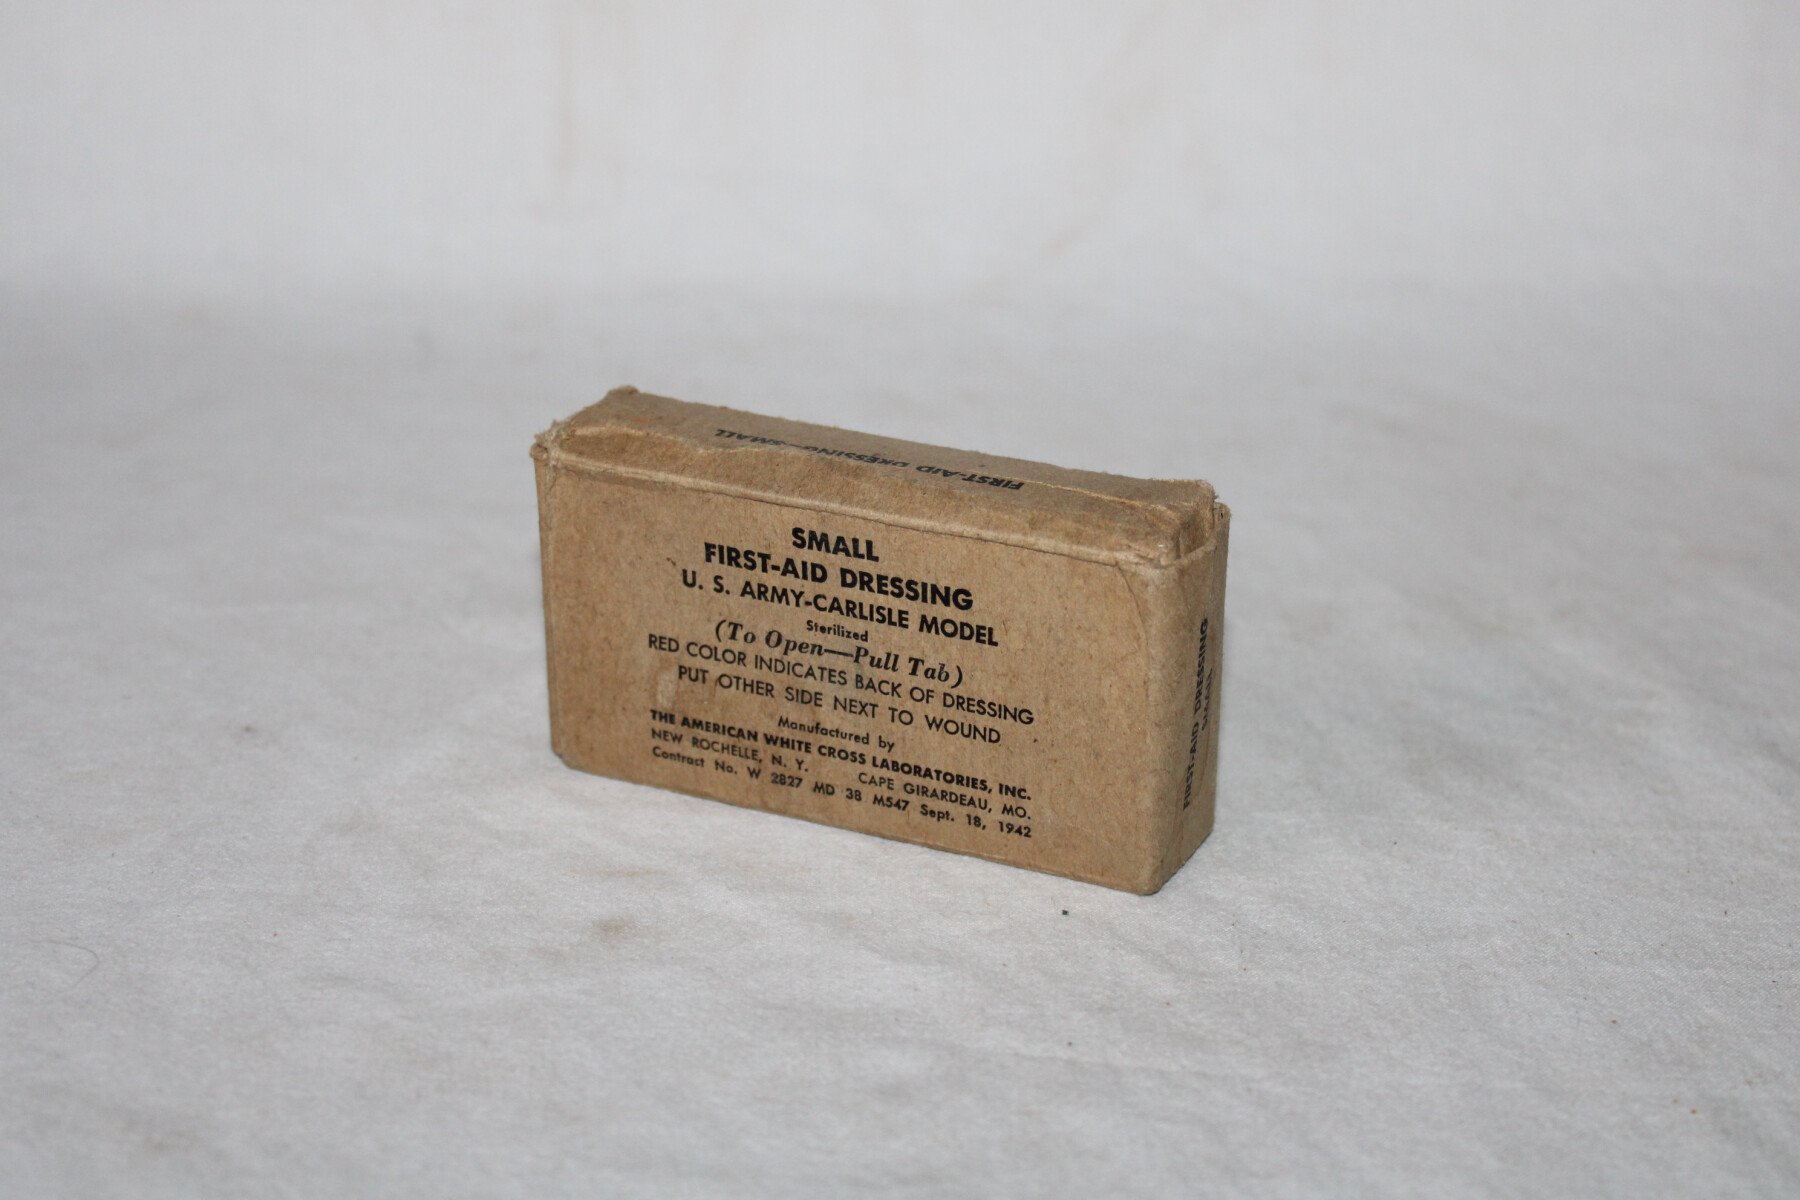 FIRST-AID DRESSING—SMALL
SMALL
FIRST-AID DRESSING
U. S. ARMY-CARLISLE MODEL
Sterilized
(To Open—Pull Tab)
RED COLOR INDICATES BACK OF DRESSING
PUT OTHER SIDE NEXT TO WOUND
Manufactured by
THE AMERICAN WHITE CROSS LABORATORIES, INC.
NEW ROCHELLE, N. Y. CAPE GIRARDEAU, MO.
Contract No. W 2827 MD 38 M547 Sept. 18, 1942
FIRST-AID DRESSING
SMALL